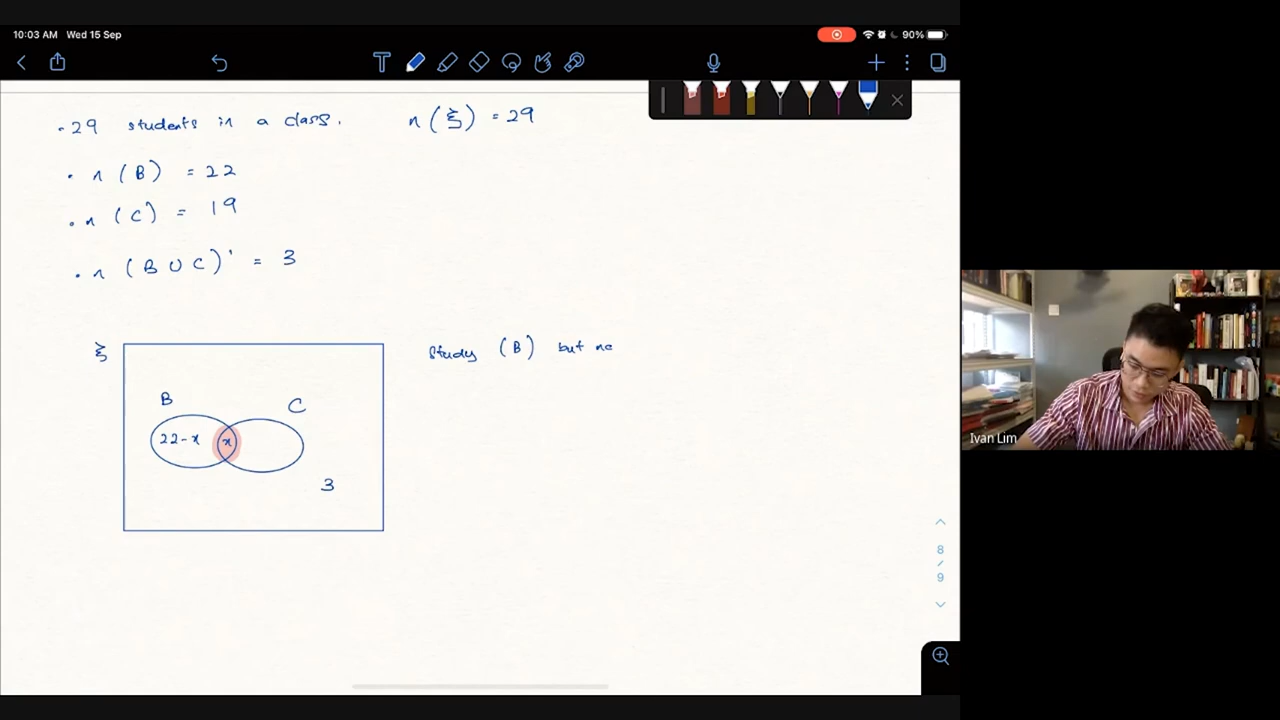 10:03 AM Wed 15 Sep
90%
• 29 students in a class. n(ξ) = 29
• n(B) = 22
• n(C) = 19
• n(B∪C)' = 3
ξ
study (B) but no
B
C
22-x
x
3
Ivan Lim
8
/
9